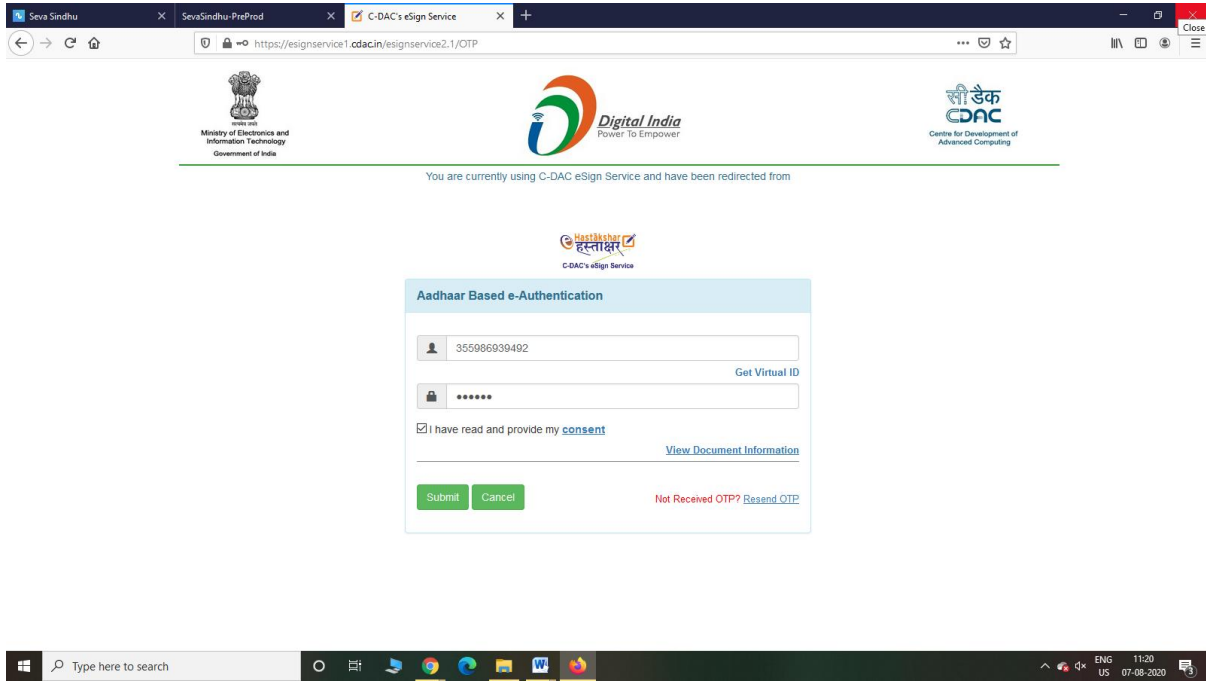 Seva Sindhu
SevaSindhu-PreProd
C-DAC's eSign Service
Close
https://esignservice1.cdac.in/esignservice2.1/OTP
सत्यमेव जयते
Ministry of Electronics and
Information Technology
Government of India
Digital India
Power To Empower
सी डैक
CDAC
Centre for Development of
Advanced Computing
You are currently using C-DAC eSign Service and have been redirected from
e Hastākshar
हस्ताक्षर
C-DAC's eSign Service
Aadhaar Based e-Authentication
355986939492
Get Virtual ID
••••••
I have read and provide my consent
View Document Information
Submit Cancel Not Received OTP? Resend OTP
Type here to search
ENG 11:20
US 07-08-2020
3